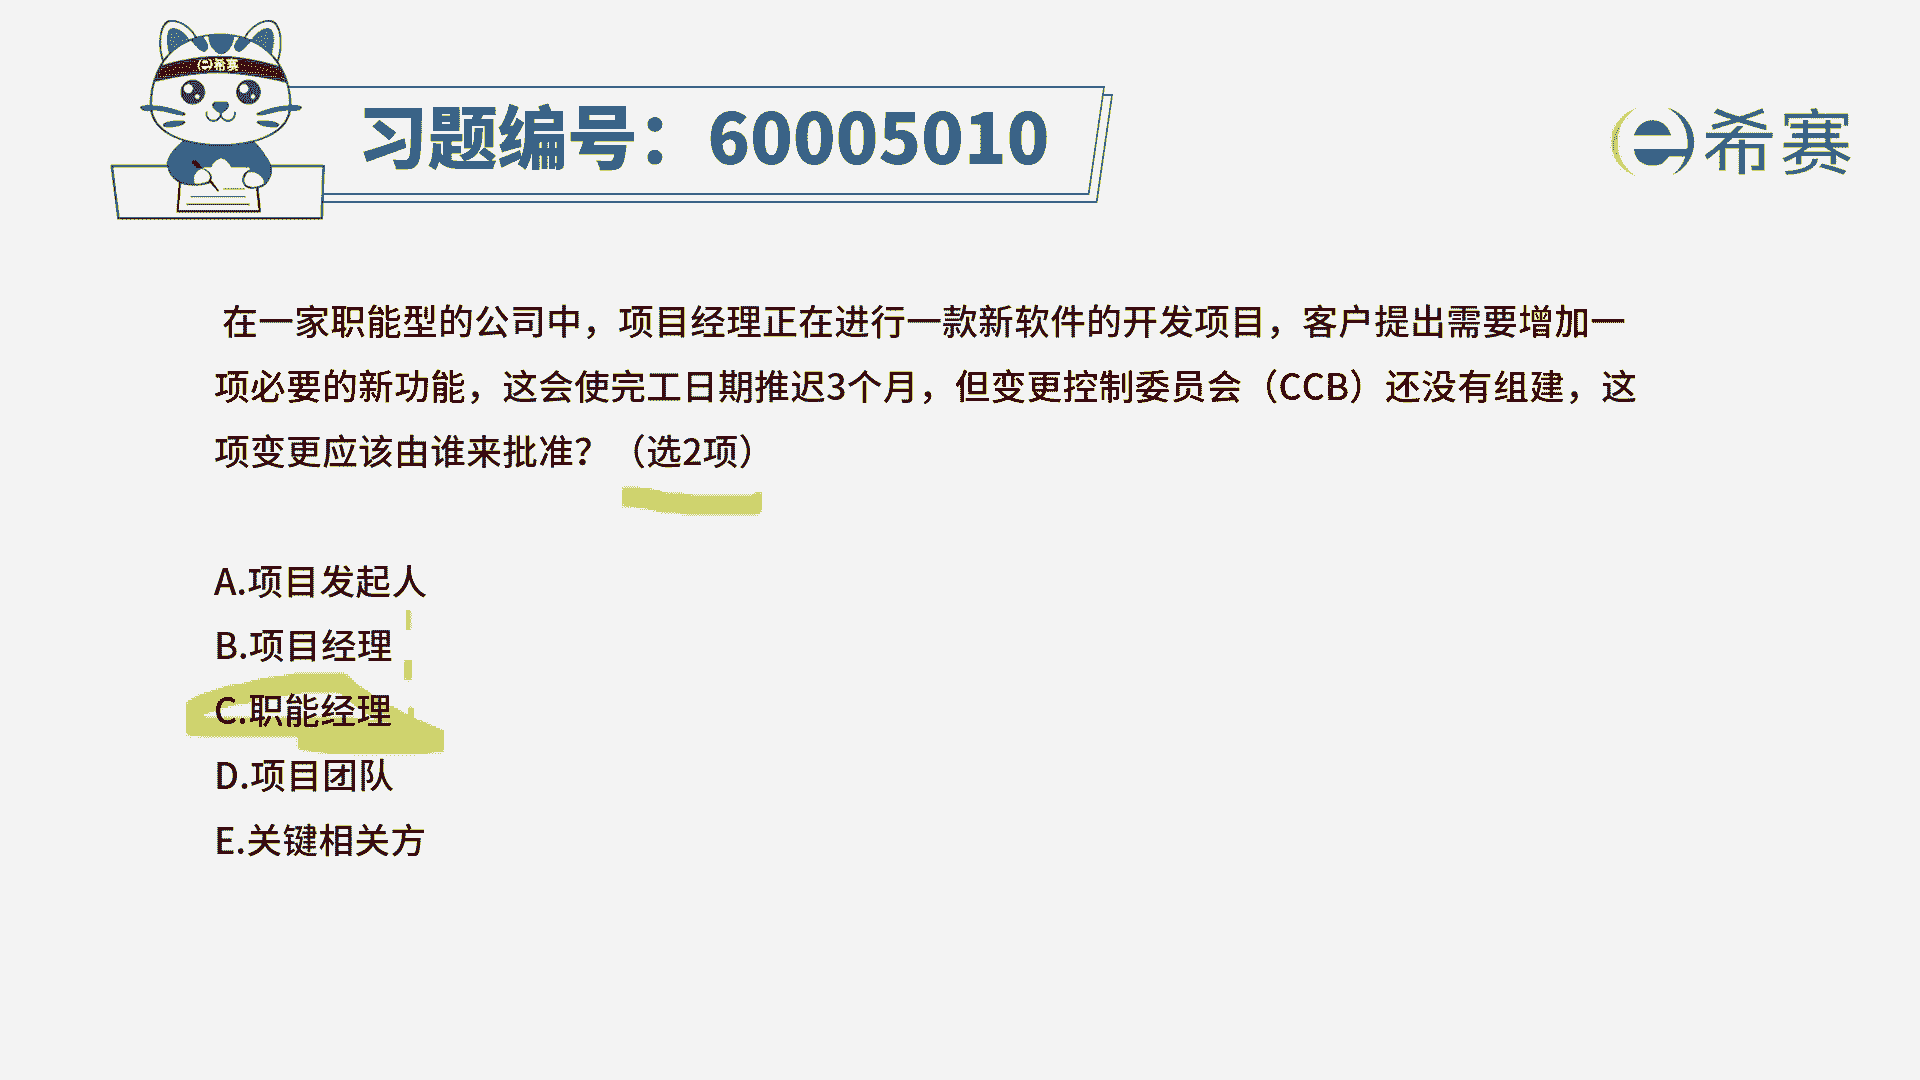 希赛
习题编号：60005010
希赛
在一家职能型的公司中，项目经理正在进行一款新软件的开发项目，客户提出需要增加一
项必要的新功能，这会使完工日期推迟3个月，但变更控制委员会（CCB）还没有组建，这
项变更应该由谁来批准？（选2项）
A.项目发起人
B.项目经理
C.职能经理
D.项目团队
E.关键相关方